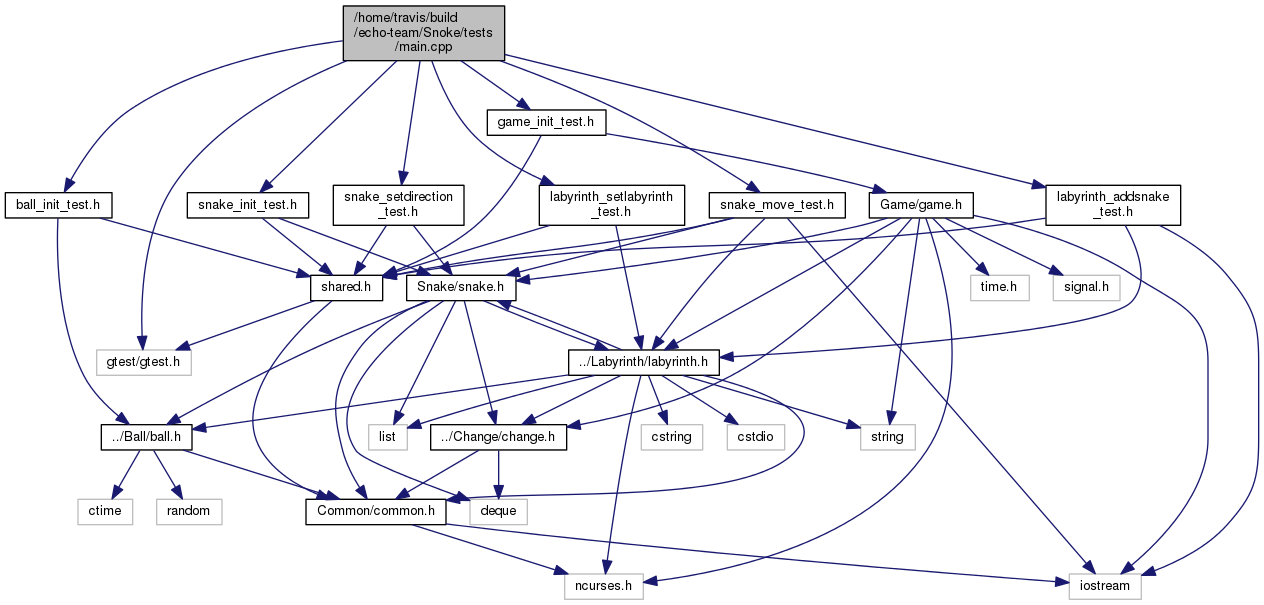 /home/travis/build
/echo-team/Snoke/tests
/main.cpp
game_init_test.h
ball_init_test.h
snake_init_test.h
snake_setdirection
_test.h
labyrinth_setlabyrinth
_test.h
snake_move_test.h
Game/game.h
labyrinth_addsnake
_test.h
shared.h
Snake/snake.h
time.h
signal.h
gtest/gtest.h
../Labyrinth/labyrinth.h
../Ball/ball.h
list
../Change/change.h
cstring
cstdio
string
ctime
random
Common/common.h
deque
ncurses.h
iostream